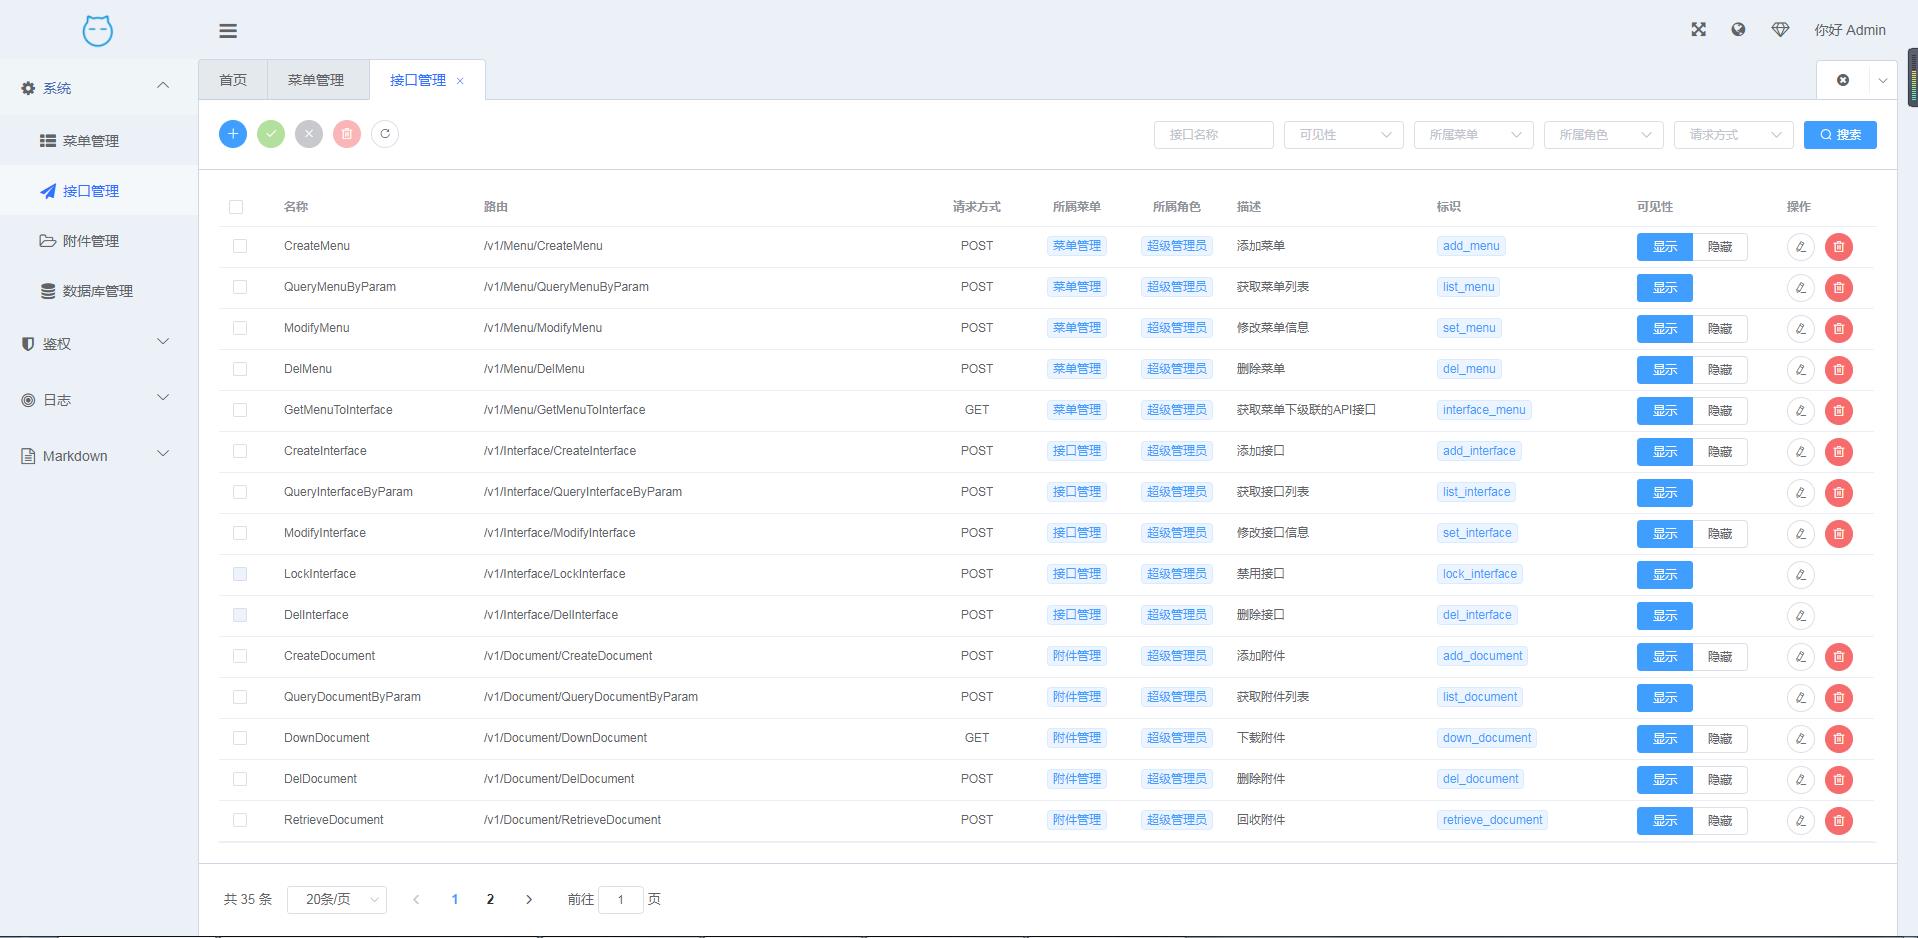 你好 Admin
系统
菜单管理
接口管理
附件管理
数据库管理
鉴权
日志
Markdown
首页 菜单管理 接口管理
接口名称 可见性 所属菜单 所属角色 请求方式 搜索
名称 路由 请求方式 所属菜单 所属角色 描述 标识 可见性 操作
CreateMenu /v1/Menu/CreateMenu POST 菜单管理 超级管理员 添加菜单 add_menu 显示 隐藏
QueryMenuByParam /v1/Menu/QueryMenuByParam POST 菜单管理 超级管理员 获取菜单列表 list_menu 显示
ModifyMenu /v1/Menu/ModifyMenu POST 菜单管理 超级管理员 修改菜单信息 set_menu 显示 隐藏
DelMenu /v1/Menu/DelMenu POST 菜单管理 超级管理员 删除菜单 del_menu 显示 隐藏
GetMenuToInterface /v1/Menu/GetMenuToInterface GET 菜单管理 超级管理员 获取菜单下级联的API接口 interface_menu 显示 隐藏
CreateInterface /v1/Interface/CreateInterface POST 接口管理 超级管理员 添加接口 add_interface 显示 隐藏
QueryInterfaceByParam /v1/Interface/QueryInterfaceByParam POST 接口管理 超级管理员 获取接口列表 list_interface 显示
ModifyInterface /v1/Interface/ModifyInterface POST 接口管理 超级管理员 修改接口信息 set_interface 显示 隐藏
LockInterface /v1/Interface/LockInterface POST 接口管理 超级管理员 禁用接口 lock_interface 显示
DelInterface /v1/Interface/DelInterface POST 接口管理 超级管理员 删除接口 del_interface 显示
CreateDocument /v1/Document/CreateDocument POST 附件管理 超级管理员 添加附件 add_document 显示 隐藏
QueryDocumentByParam /v1/Document/QueryDocumentByParam POST 附件管理 超级管理员 获取附件列表 list_document 显示
DownDocument /v1/Document/DownDocument GET 附件管理 超级管理员 下载附件 down_document 显示 隐藏
DelDocument /v1/Document/DelDocument POST 附件管理 超级管理员 删除附件 del_document 显示 隐藏
RetrieveDocument /v1/Document/RetrieveDocument POST 附件管理 超级管理员 回收附件 retrieve_document 显示 隐藏
共 35 条 20条/页 1 2 前往 1 页